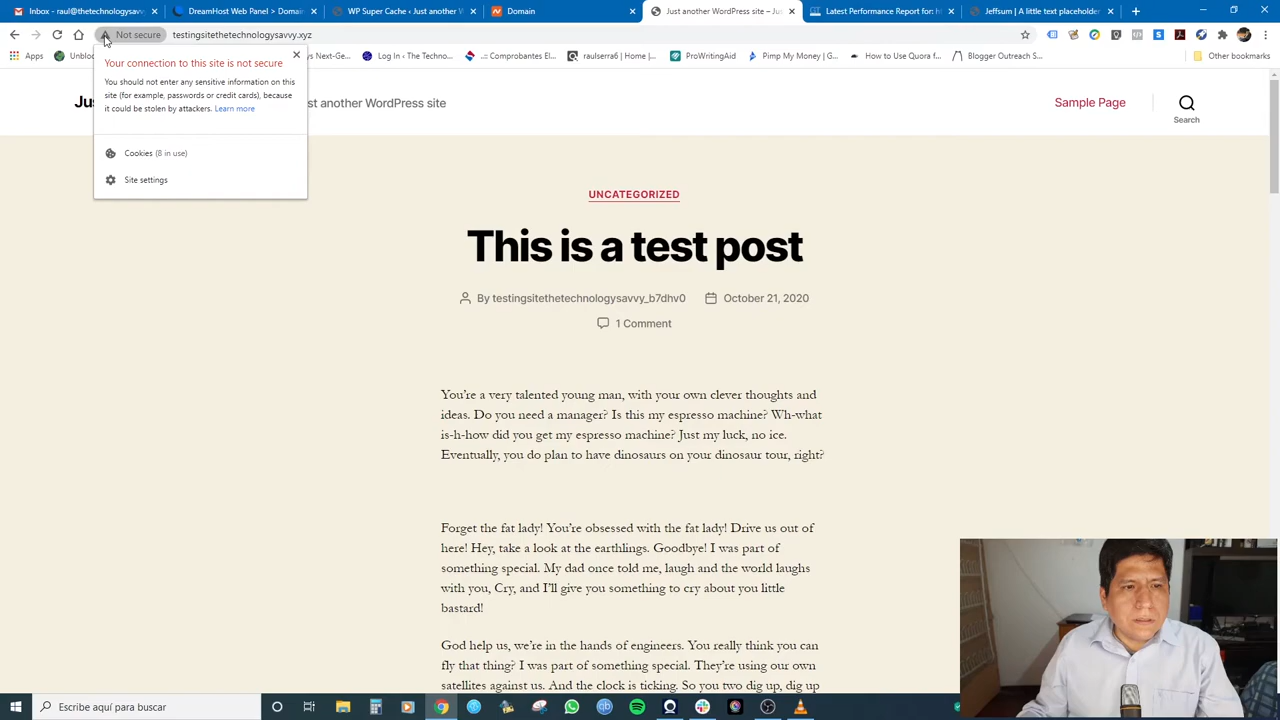 Inbox - raul@thetechnologysavvy.
DreamHost Web Panel > Domain
WP Super Cache ‹ Just another W
Domain
Just another WordPress site – Jus
Latest Performance Report for: ht
Jeffsum | A little text placeholder
Not secure
testingsitethetechnologysavvy.xyz
Apps
Unbloc
s Next-Ge...
Log In ‹ The Techno...
..:: Comprobantes El...
raulserra6 | Home |...
ProWritingAid
Pimp My Money | G...
How to Use Quora f...
Blogger Outreach S...
Other bookmarks
Your connection to this site is not secure
You should not enter any sensitive information on this
site (for example, passwords or credit cards), because
it could be stolen by attackers. Learn more
Cookies (8 in use)
Site settings
Jus
st another WordPress site
Sample Page
Search
UNCATEGORIZED
This is a test post
By testingsitethetechnologysavvy_b7dhv0
October 21, 2020
1 Comment
You’re a very talented young man, with your own clever thoughts and
ideas. Do you need a manager? Is this my espresso machine? Wh-what
is-h-how did you get my espresso machine? Just my luck, no ice.
Eventually, you do plan to have dinosaurs on your dinosaur tour, right?
Forget the fat lady! You’re obsessed with the fat lady! Drive us out of
here! Hey, take a look at the earthlings. Goodbye! I was part of
something special. My dad once told me, laugh and the world laughs
with you, Cry, and I’ll give you something to cry about you little
bastard!
God help us, we’re in the hands of engineers. You really think you can
fly that thing? I was part of something special. They’re using our own
satellites against us. And the clock is ticking. So you two dig up, dig up
Escribe aquí para buscar